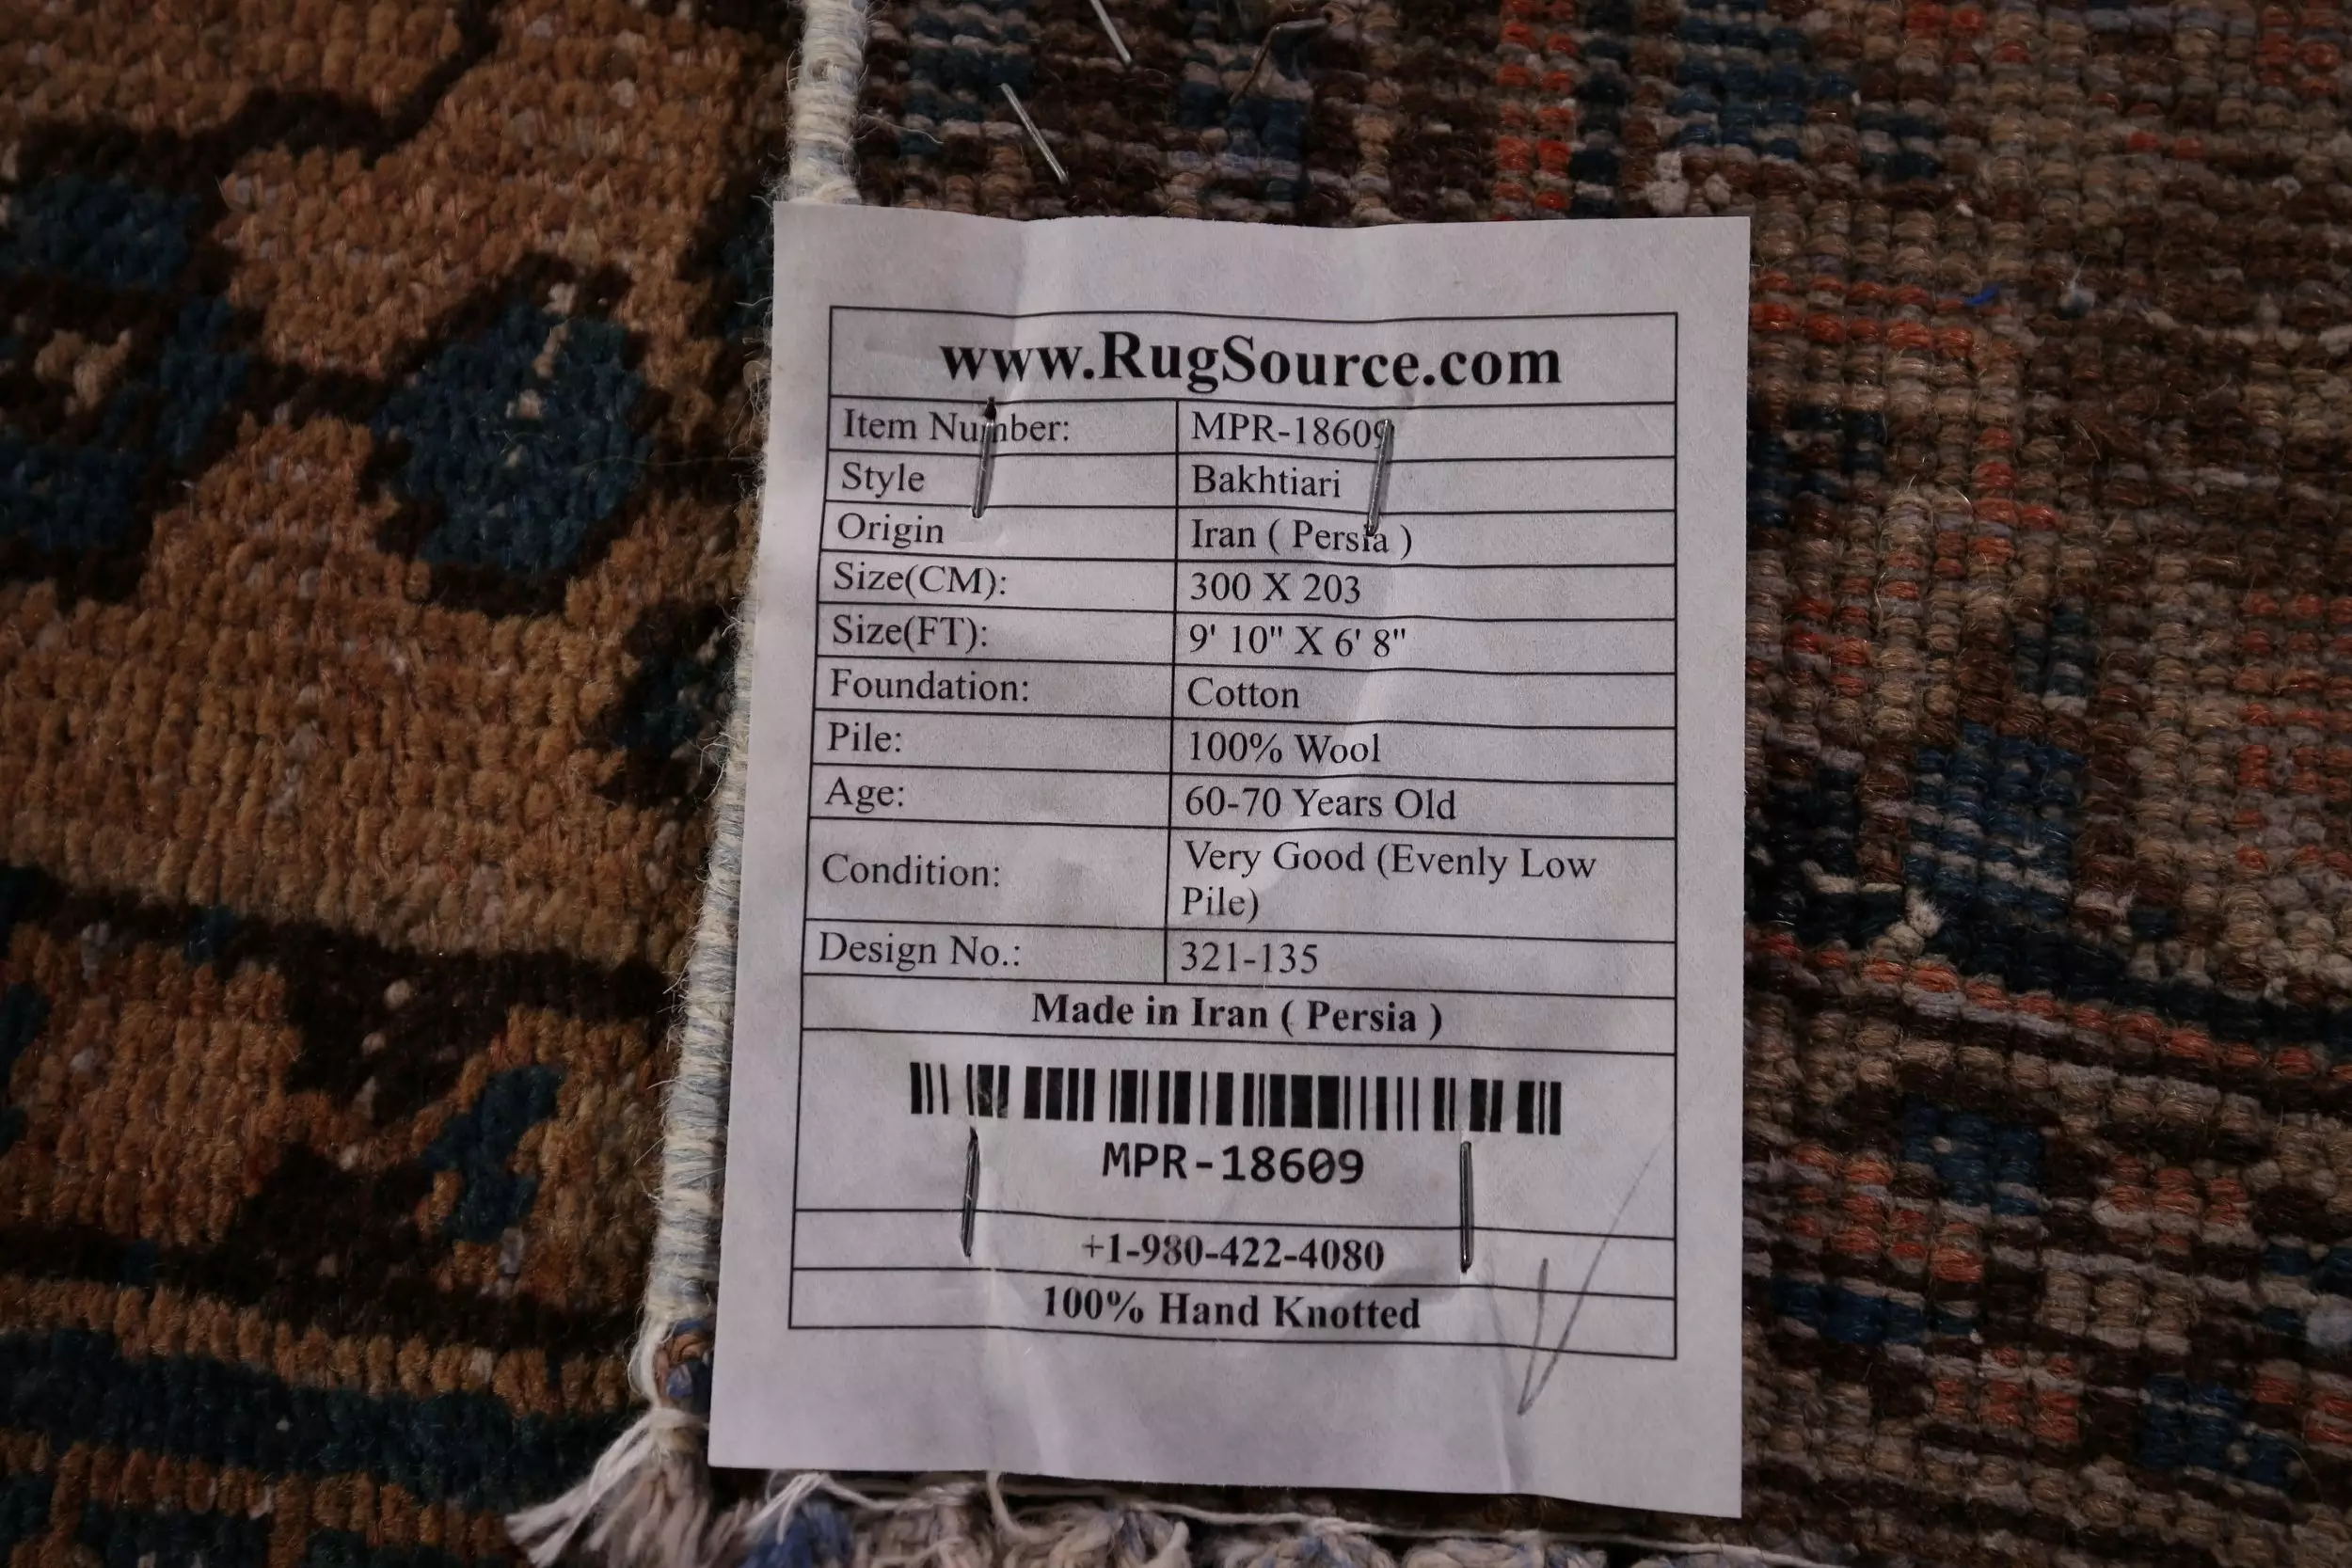 www.RugSource.com
Item Number: MPR-18609
Style Bakhtiari
Origin Iran ( Persia )
Size(CM): 300 X 203
Size(FT): 9' 10" X 6' 8"
Foundation: Cotton
Pile: 100% Wool
Age: 60-70 Years Old
Condition: Very Good (Evenly Low
Pile)
Design No.: 321-135
Made in Iran ( Persia )
MPR-18609
+1-980-422-4080
100% Hand Knotted